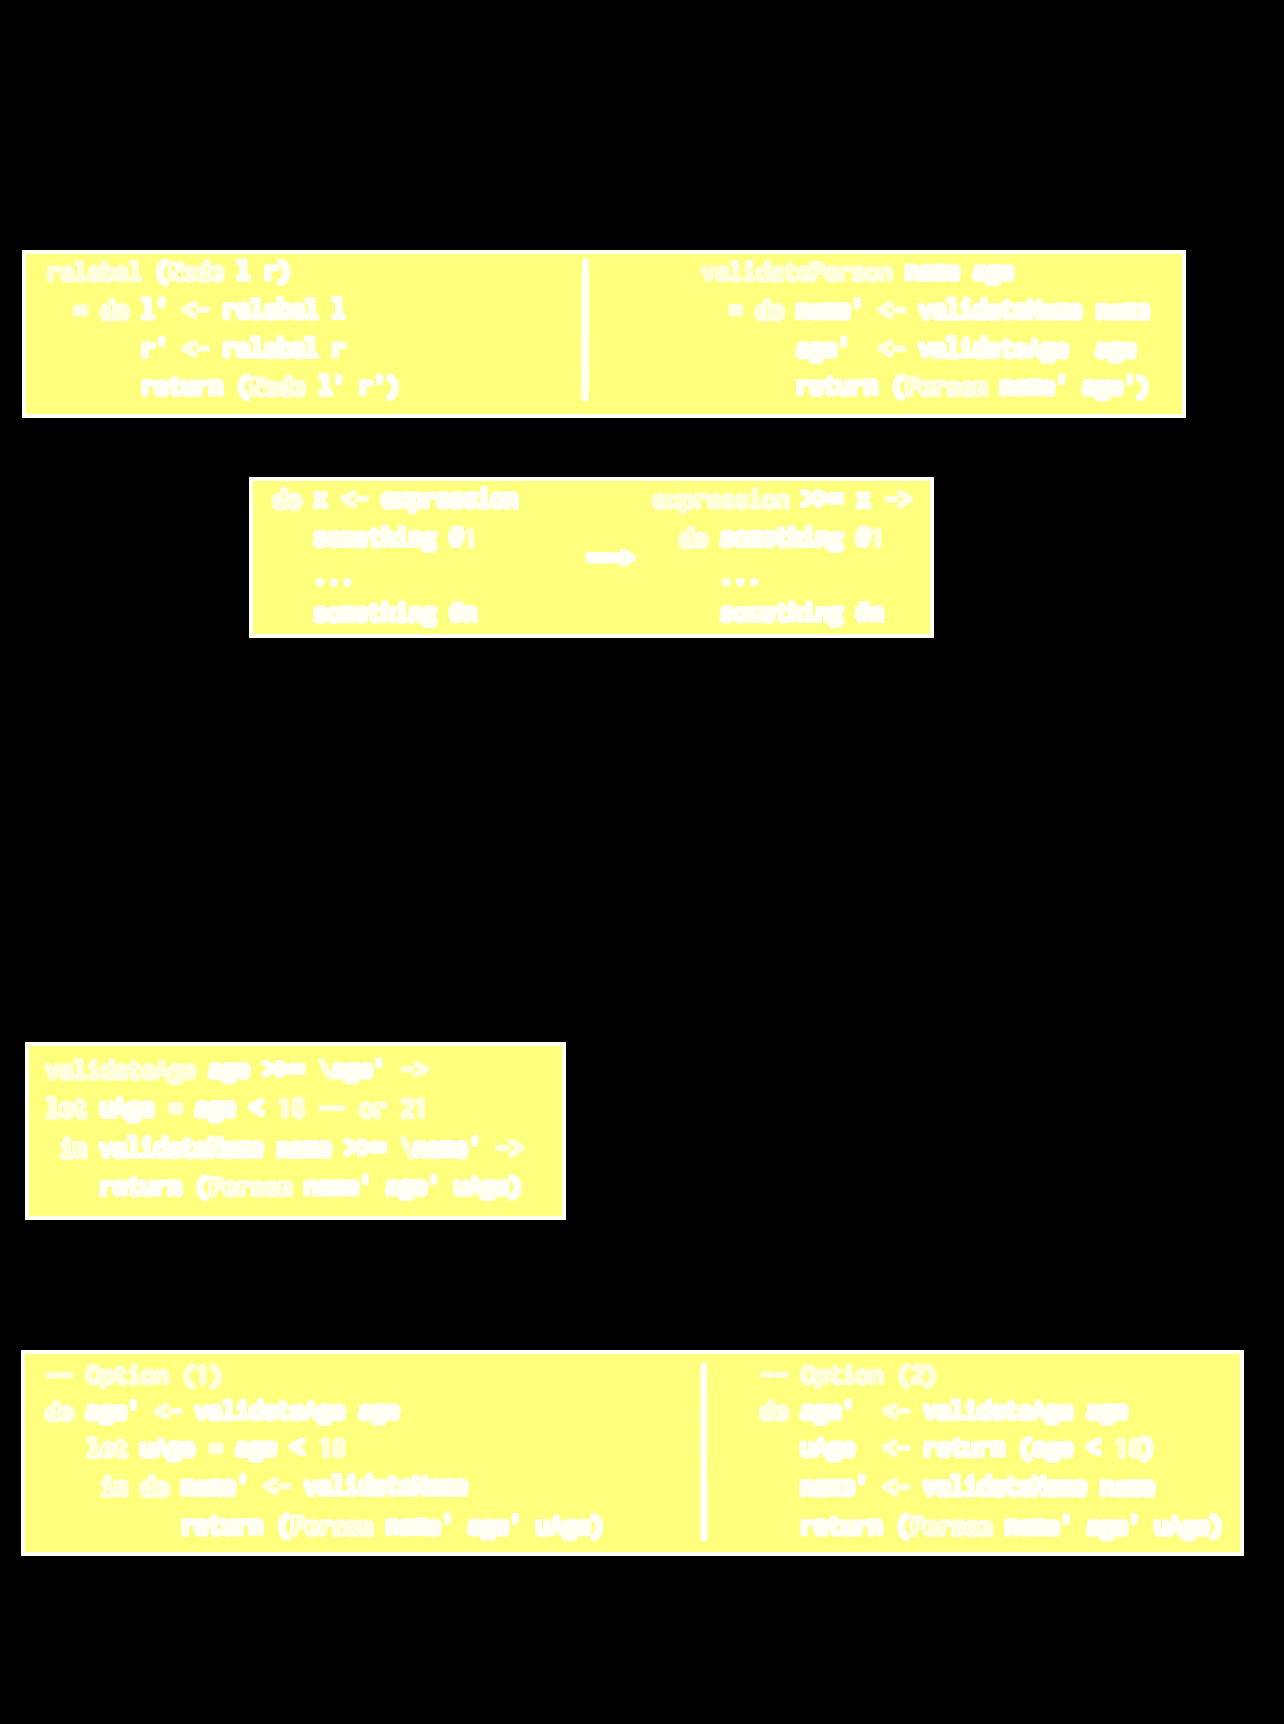 relabel (Node l r)
  = do l' <- relabel l
       r' <- relabel r
       return (Node l' r')
validatePerson name age
  = do name' <- validateName name
       age'  <- validateAge  age
       return (Person name' age')
do x <- expression
   something #1
   ...
   something #n
==>
expression >>= x ->
  do something #1
     ...
     something #n
validateAge age >>= \age' ->
let uAge = age < 18 -- or 21
 in validateName name >>= \name' ->
    return (Person name' age' uAge)
-- Option (1)
do age' <- validateAge age
   let uAge = age < 18
    in do name' <- validateName
          return (Person name' age' uAge)
-- Option (2)
do age'  <- validateAge age
   uAge  <- return (age < 18)
   name' <- validateName name
   return (Person name' age' uAge)